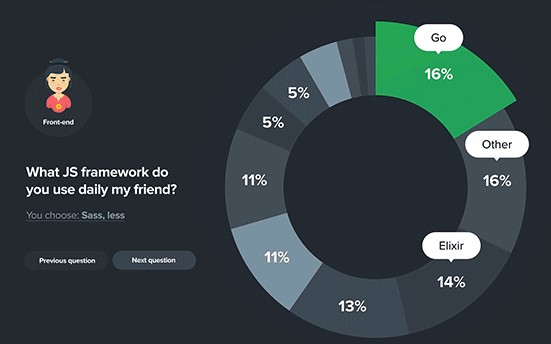 Front-end
What JS framework do
you use daily my friend?
You choose: Sass, less
Previous question
Next question
Go
16%
Other
16%
Elixir
14%
13%
11%
11%
5%
5%